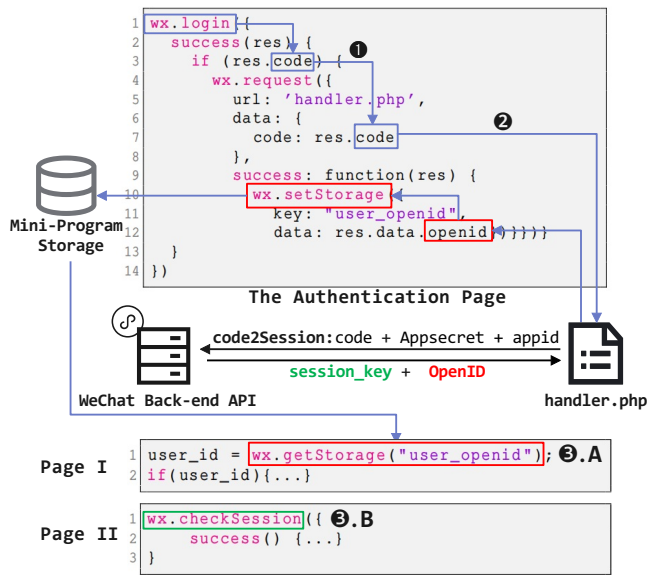 1 wx.login({
2 success(res) {
3 if (res.code) { ❶
4 wx.request({
5 url: 'handler.php',
6 data: {
7 code: res.code ❷
8 },
9 success: function(res) {
10 wx.setStorage({
11 key: "user_openid",
12 data: res.data.openid})}})}
13 }
14 })
Mini-Program
Storage
The Authentication Page
code2Session:code + Appsecret + appid
session_key + OpenID
WeChat Back-end API
handler.php
Page I
1 user_id = wx.getStorage("user_openid"); ❸.A
2 if(user_id){...}
Page II
1 wx.checkSession({ ❸.B
2 success() {...}
3 }